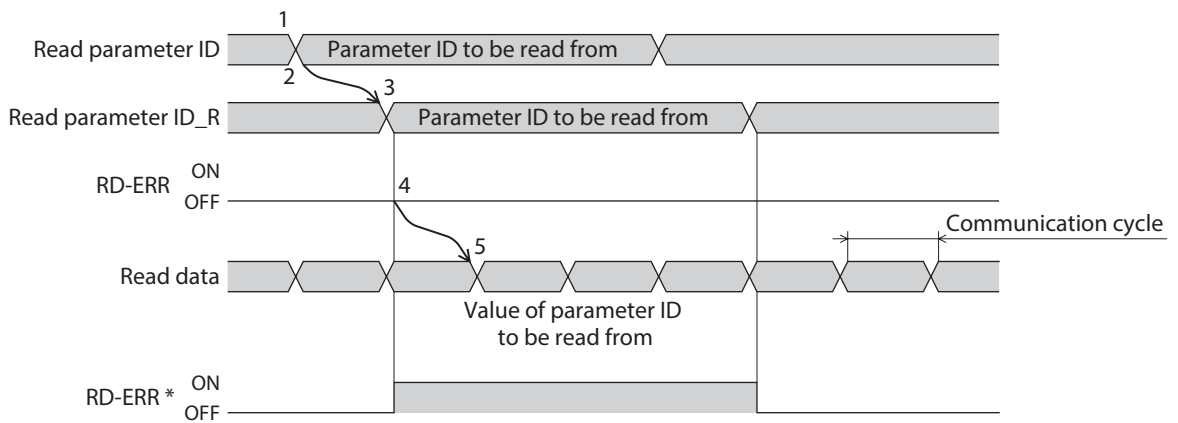 1
Read parameter ID
Parameter ID to be read from
2
3
Read parameter ID_R
Parameter ID to be read from
RD-ERR
ON
OFF
4
Communication cycle
5
Read data
Value of parameter ID
to be read from
RD-ERR *
ON
OFF